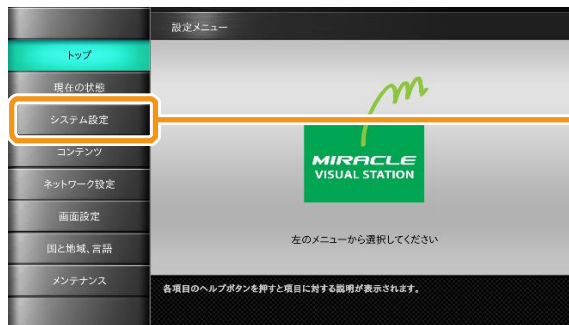 設定メニュー
トップ
現在の状態
システム設定
コンテンツ
ネットワーク設定
画面設定
国と地域、言語
メンテナンス
MIRACLE
VISUAL STATION
左のメニューから選択してください
各項目のヘルプボタンを押すと項目に対する説明が表示されます。